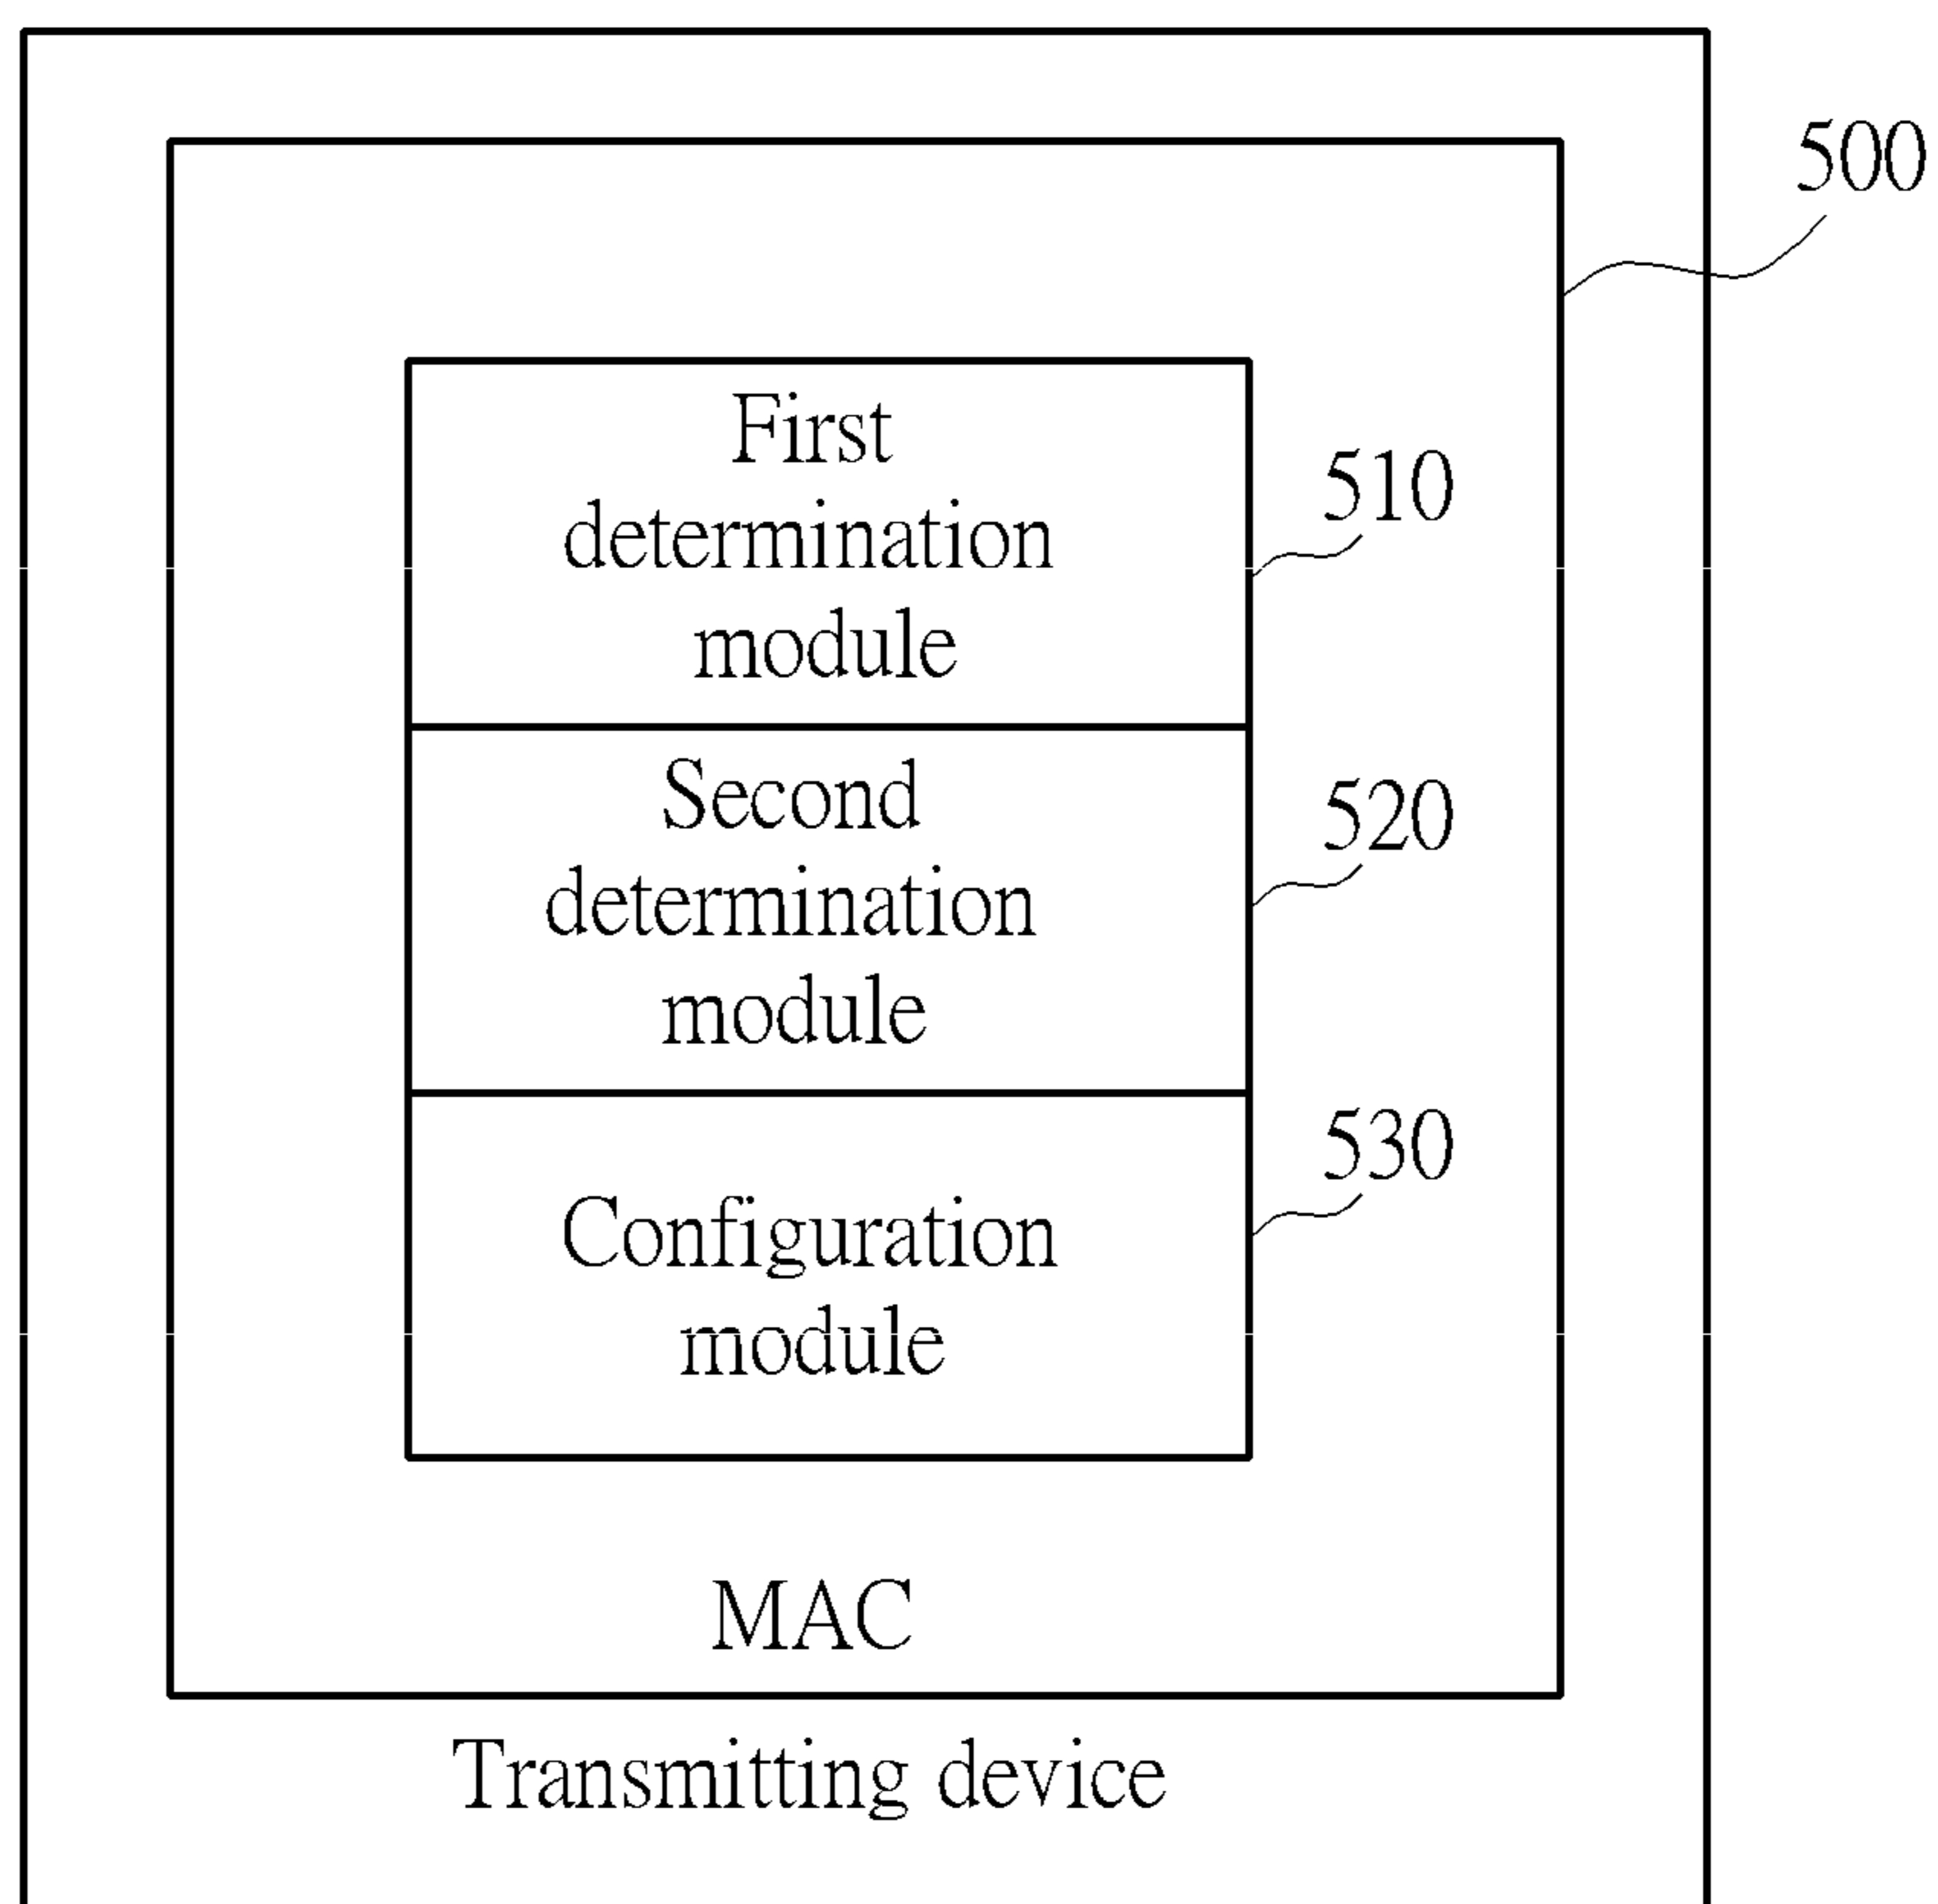 500
First
determination
module
510
Second
determination
module
520
Configuration
module
530
MAC
Transmitting device